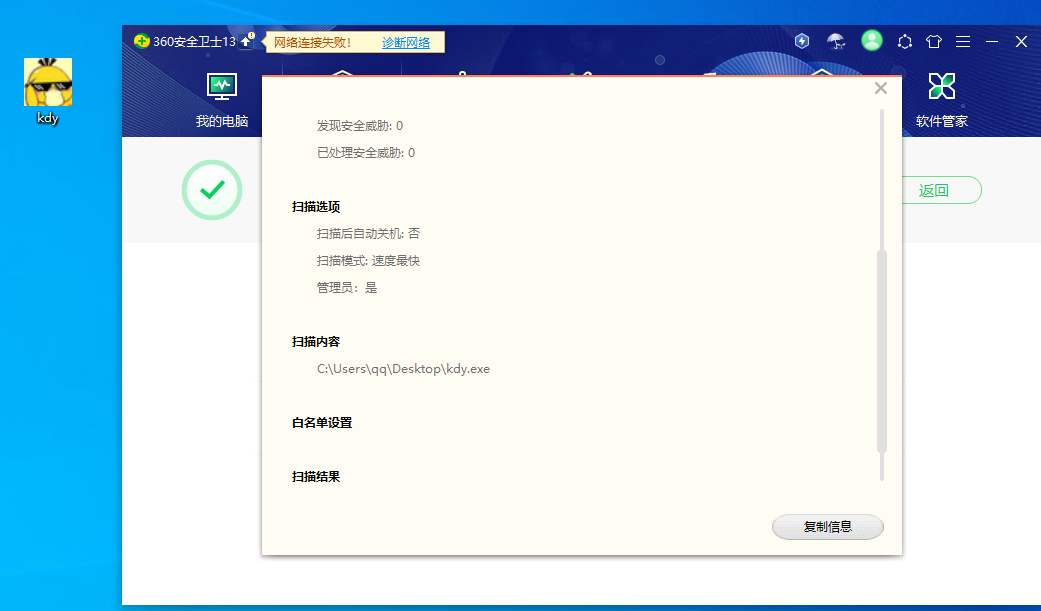 360安全卫士13
网络连接失败! 诊断网络
kdy
我的电脑
软件管家
返回
发现安全威胁: 0
已处理安全威胁: 0
扫描选项
扫描后自动关机: 否
扫描模式: 速度最快
管理员: 是
扫描内容
C:\Users\qq\Desktop\kdy.exe
白名单设置
扫描结果
复制信息